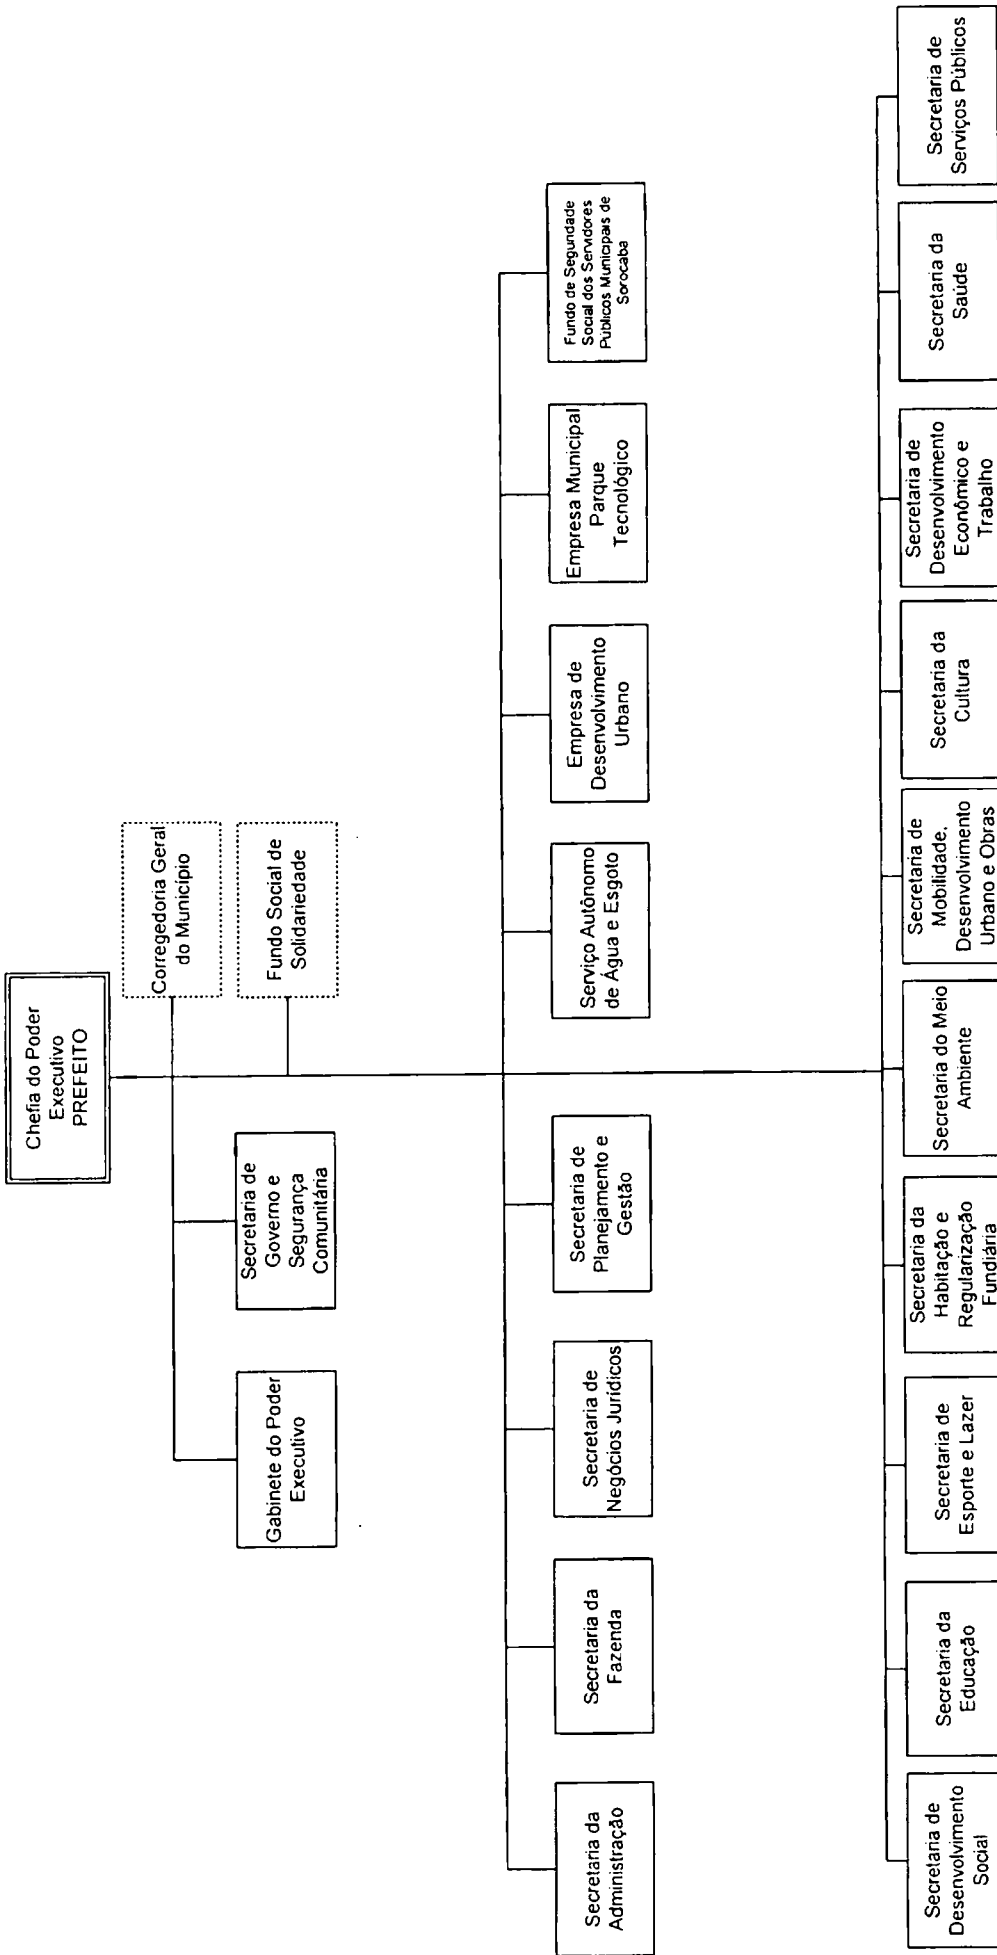 Chefia do Poder
Executivo
PREFEITO
Corregedoria Geral
do Município
Fundo Social de
Solidariedade
Gabinete do Poder
Executivo
Secretaria de
Governo e
Segurança
Comunitária
Secretaria da
Administração
Secretaria da
Fazenda
Secretaria de
Negócios Jurídicos
Secretaria de
Planejamento e
Gestão
Serviço Autônomo
de Água e Esgoto
Empresa de
Desenvolvimento
Urbano
Empresa Municipal
Parque
Tecnológico
Fundo de Segundade
Social dos Servidores
Públicos Municipais de
Sorocaba
Secretaria de
Desenvolvimento
Social
Secretaria da
Educação
Secretaria de
Esporte e Lazer
Secretaria da
Habitação e
Regularização
Fundiária
Secretaria do Meio
Ambiente
Secretaria de
Mobilidade,
Desenvolvimento
Urbano e Obras
Secretaria da
Cultura
Secretaria de
Desenvolvimento
Econômico e
Trabalho
Secretaria da
Saúde
Secretaria de
Serviços Públicos